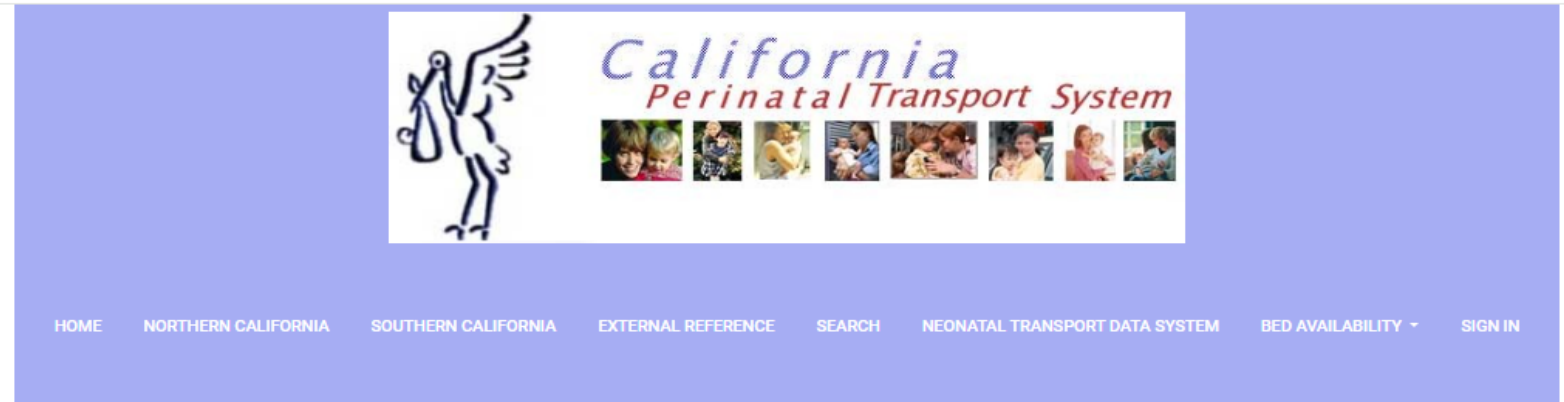 California
Perinatal Transport System
HOME NORTHERN CALIFORNIA SOUTHERN CALIFORNIA EXTERNAL REFERENCE SEARCH NEONATAL TRANSPORT DATA SYSTEM BED AVAILABILITY SIGN IN